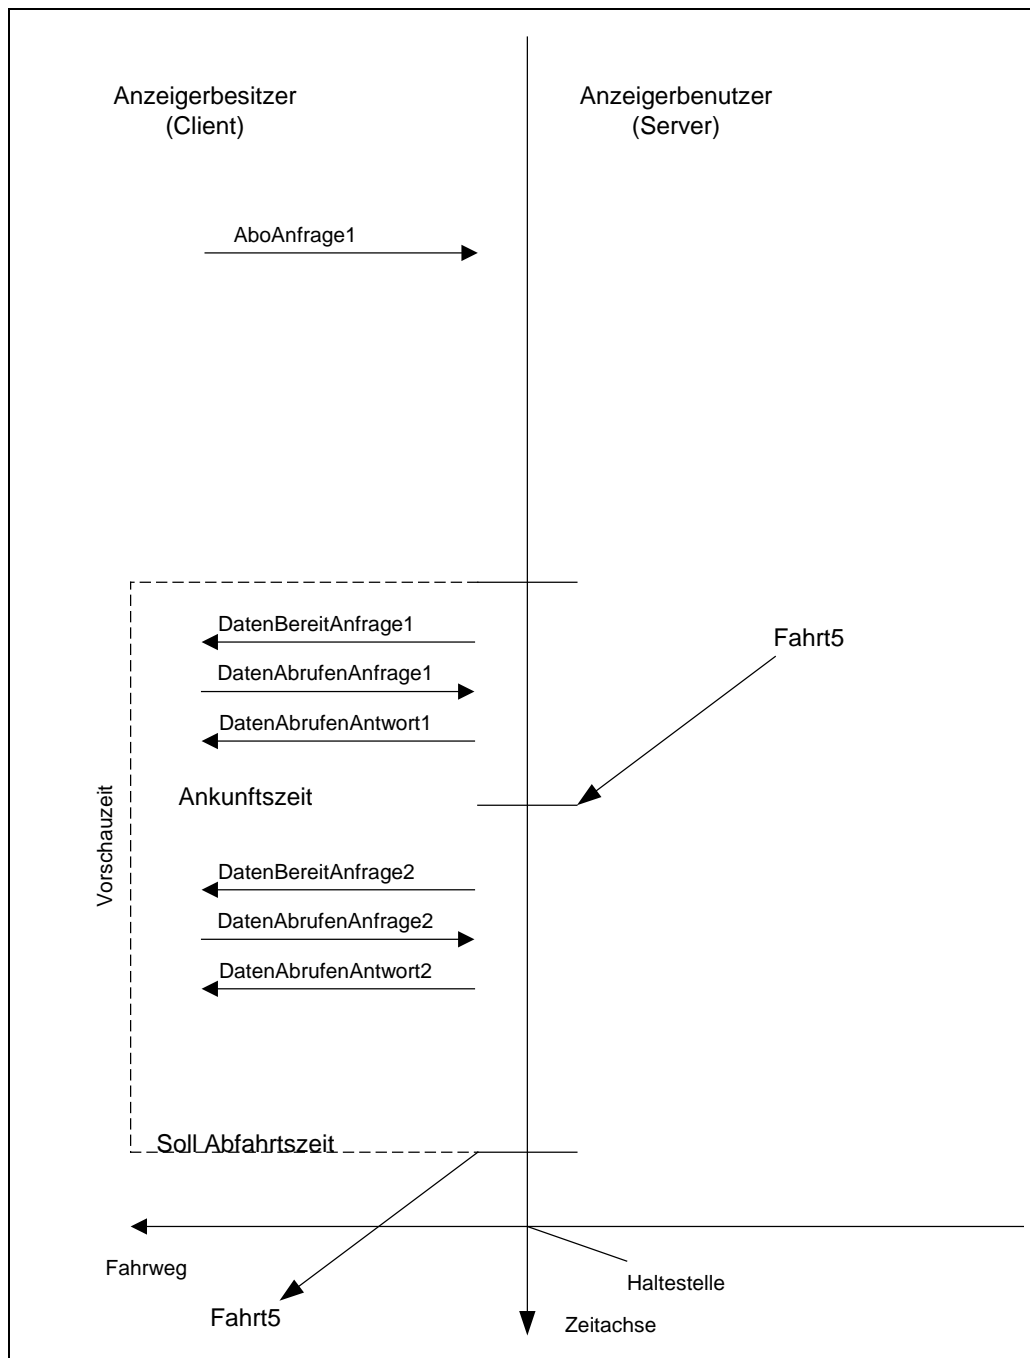 Anzeigerbesitzer
(Client)
Anzeigerbenutzer
(Server)
AboAnfrage1
DatenBereitAnfrage1
Fahrt5
DatenAbrufenAnfrage1
DatenAbrufenAntwort1
Ankunftszeit
Vorschauzeit
DatenBereitAnfrage2
DatenAbrufenAnfrage2
DatenAbrufenAntwort2
Soll Abfahrtszeit
Fahrweg
Haltestelle
Fahrt5
Zeitachse